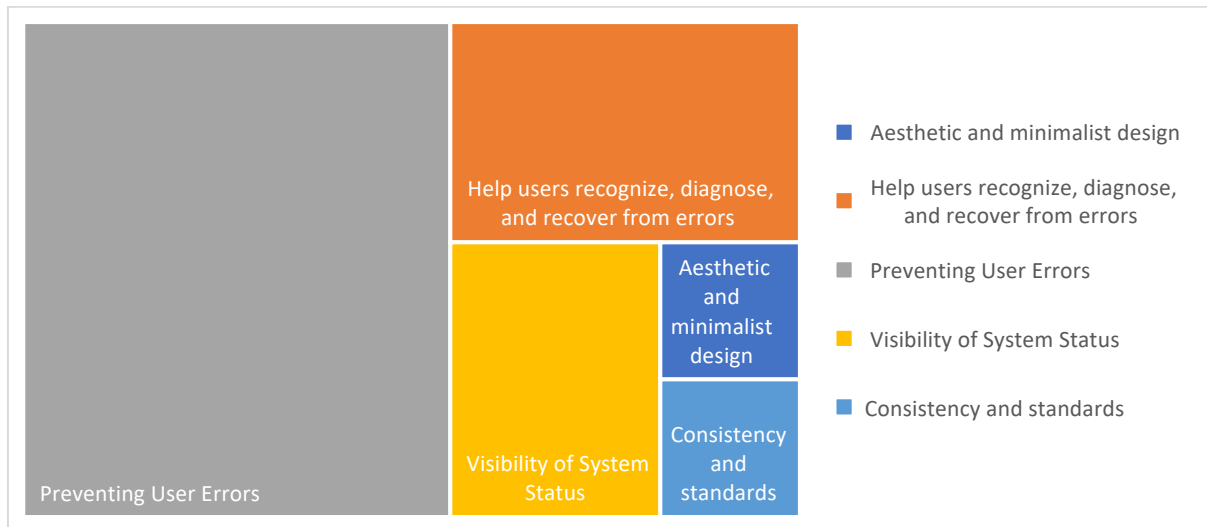 Preventing User Errors
Help users recognize, diagnose,
and recover from errors
Visibility of System
Status
Aesthetic
and
minimalist
design
Consistency
and
standards
Aesthetic and minimalist design
Help users recognize, diagnose,
and recover from errors
Preventing User Errors
Visibility of System Status
Consistency and standards